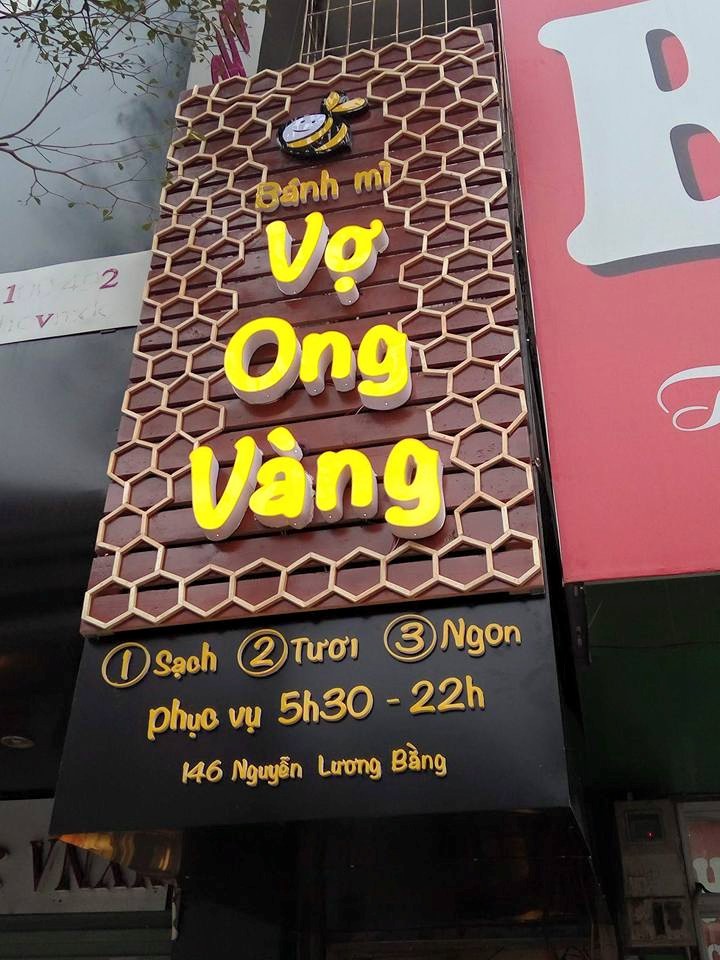 Bánh mì
Vợ
Ong
Vàng
1 Sạch 2 Tươi 3 Ngon
phục vụ 5h30 - 22h
146 Nguyễn Lương Bằng
B